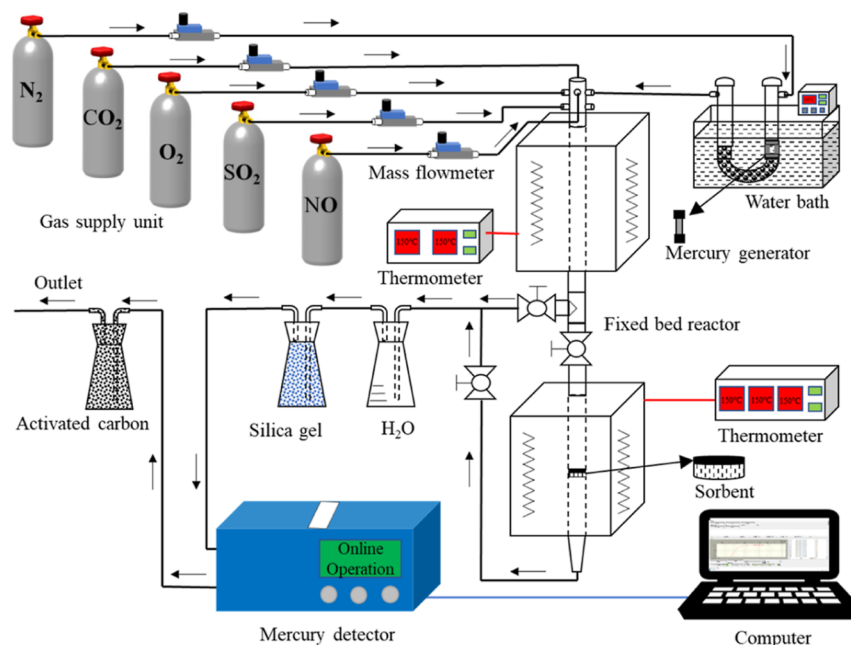 N₂
CO₂
O₂
SO₂
NO
Mass flowmeter
Gas supply unit
Water bath
Mercury generator
150℃ 150℃
Thermometer
Outlet
Fixed bed reactor
Activated carbon
Silica gel
H₂O
150℃ 150℃ 150℃
Thermometer
Sorbent
Online
Operation
Mercury detector
Computer